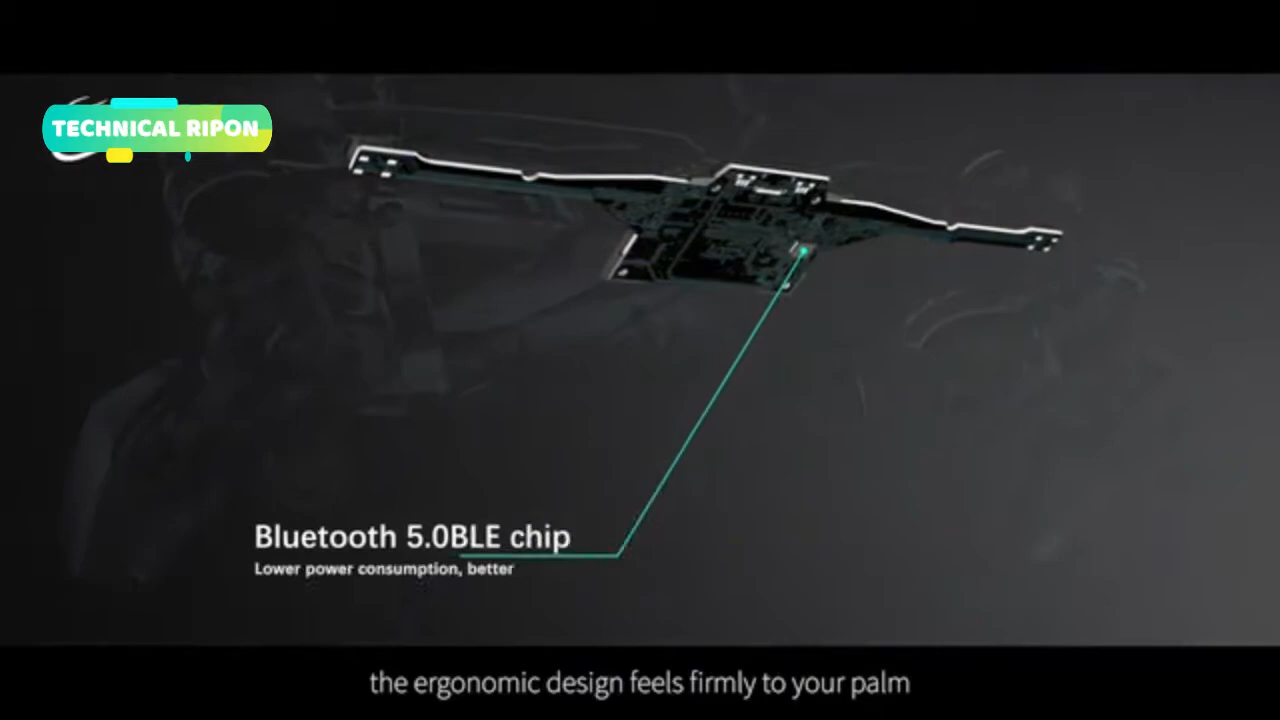 TECHNICAL RIPON
Bluetooth 5.0BLE chip
Lower power consumption, better
the ergonomic design feels firmly to your palm